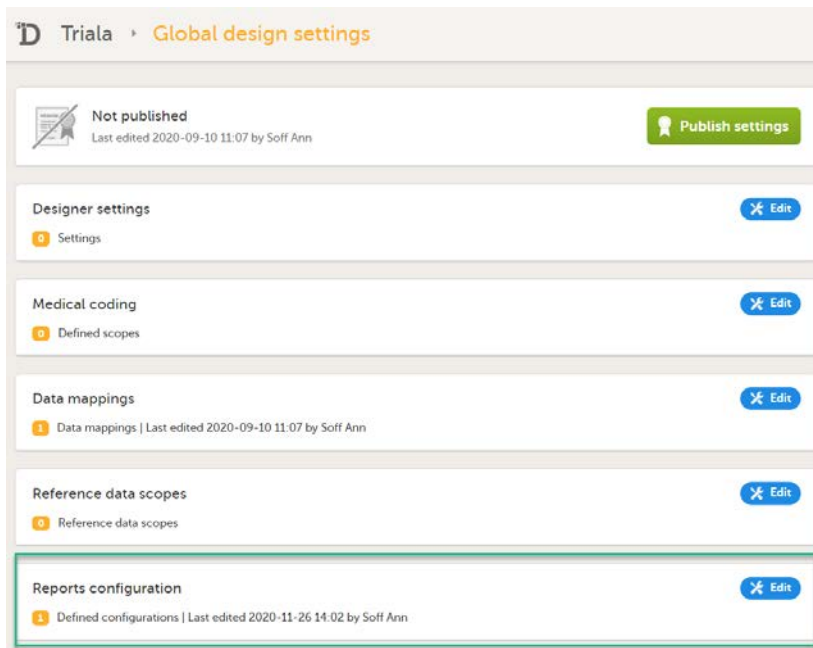 D Triala Global design settings
Not published
Last edited 2020-09-10 11:07 by Soff Ann
Publish settings
Designer settings
Edit
0 Settings
Medical coding
Edit
0 Defined scopes
Data mappings
Edit
1 Data mappings | Last edited 2020-09-10 11:07 by Soff Ann
Reference data scopes
Edit
0 Reference data scopes
Reports configuration
Edit
1 Defined configurations | Last edited 2020-11-26 14:02 by Soff Ann